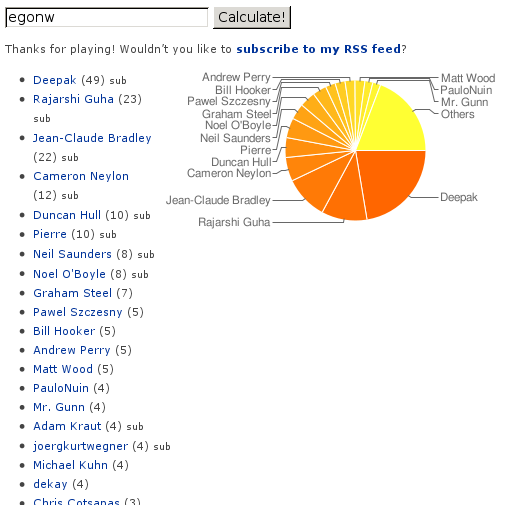 egonw Calculate!
Thanks for playing! Wouldn't you like to subscribe to my RSS feed?
Deepak (49) sub
Rajarshi Guha (23)
sub
Jean-Claude Bradley
(22) sub
Cameron Neylon
(12) sub
Duncan Hull (10) sub
Pierre (10) sub
Neil Saunders (8) sub
Noel O'Boyle (8) sub
Graham Steel (7)
Pawel Szczesny (5)
Bill Hooker (5)
Andrew Perry (5)
Matt Wood (5)
PauloNuin (4)
Mr. Gunn (4)
Adam Kraut (4) sub
joergkurtwegner (4) sub
Michael Kuhn (4)
dekay (4)
Chris Cotsapas (3)
Andrew Perry
Bill Hooker
Pawel Szczesny
Graham Steel
Noel O'Boyle
Neil Saunders
Pierre
Duncan Hull
Cameron Neylon
Jean-Claude Bradley
Rajarshi Guha
Matt Wood
PauloNuin
Mr. Gunn
Others
Deepak